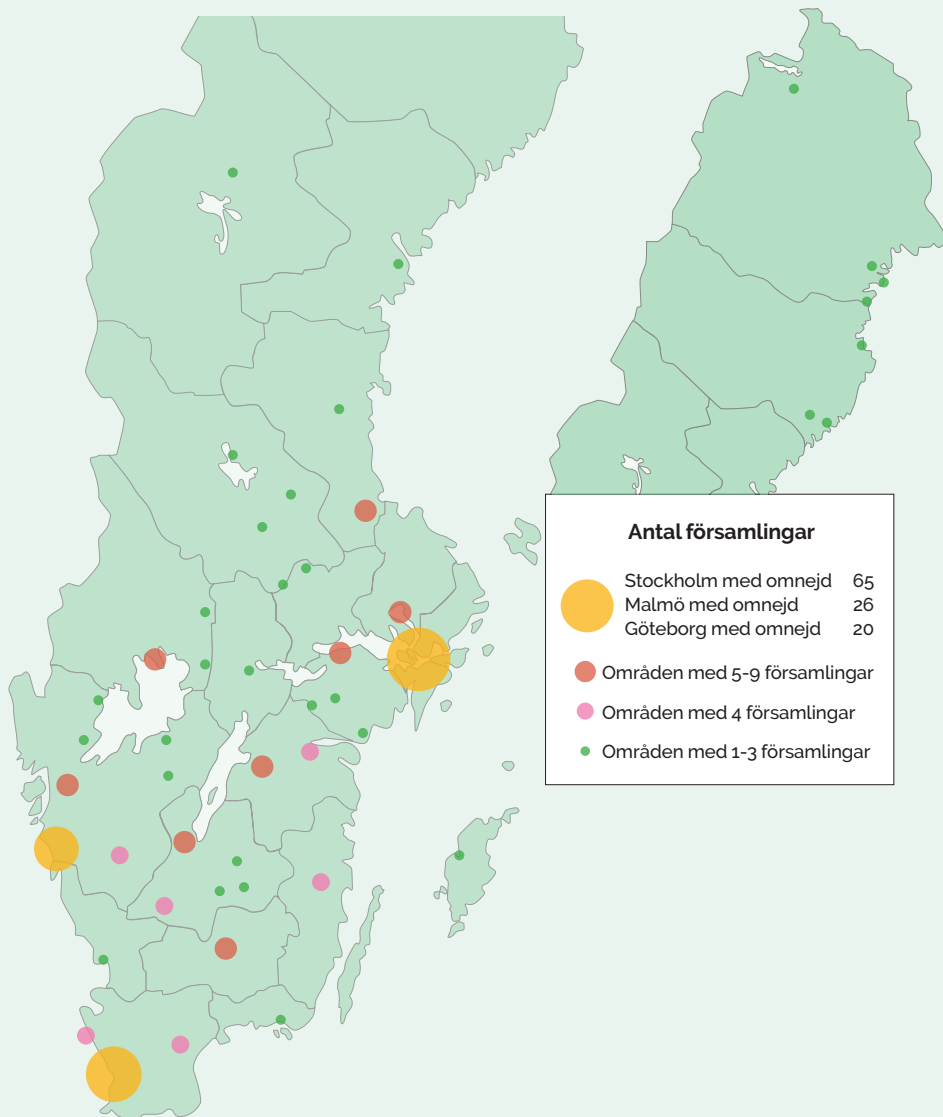 Antal församlingar
Stockholm med omnejd 65
Malmö med omnejd 26
Göteborg med omnejd 20
Områden med 5-9 församlingar
Områden med 4 församlingar
Områden med 1-3 församlingar